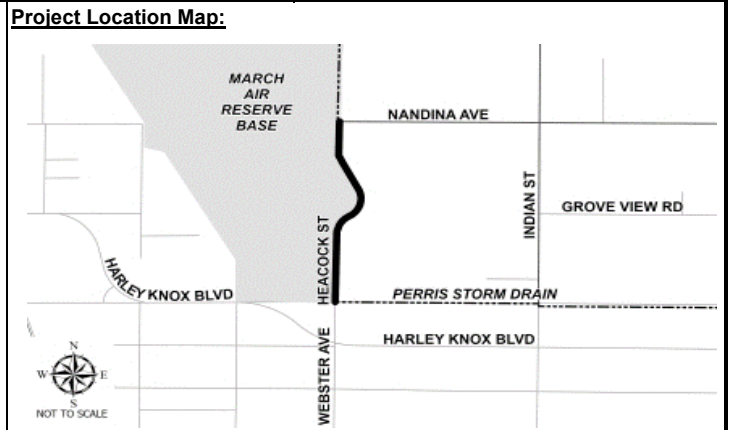 Project Location Map:
MARCH
AIR
RESERVE
BASE
NANDINA AVE
INDIAN ST
GROVE VIEW RD
HEACOCK ST
HARLEY KNOX BLVD
PERRIS STORM DRAIN
HARLEY KNOX BLVD
WEBSTER AVE
N
W
E
S
NOT TO SCALE